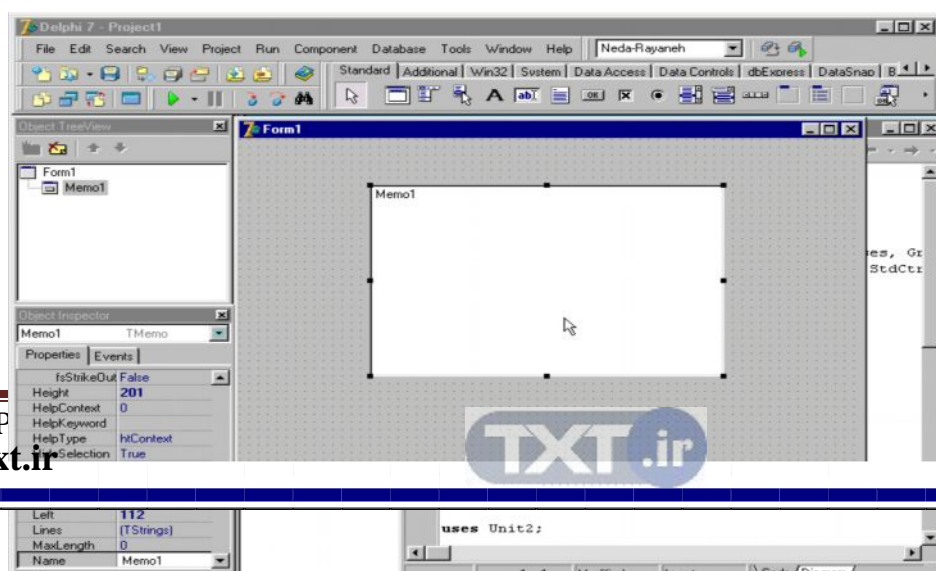 Delphi 7 - Project1
File Edit Search View Project Run Component Database Tools Window Help Neda-Rayaneh
Standard Additional Win32 System Data Access Data Controls dbExpress DataSnap B
A ab OK
Object TreeView
Form1
Form1
Memo1
Memo1
es, Gr
StdCtr
Object Inspector
Memo1 TMemo
Properties Events
fsStrikeOut False
Height 201
HelpContext 0
HelpKeyword
HelpType htContext
Selection True
P
xt.ir
TXT.ir
Left 112
Lines (TStrings)
MaxLength 0
Name Memo1
uses Unit2;